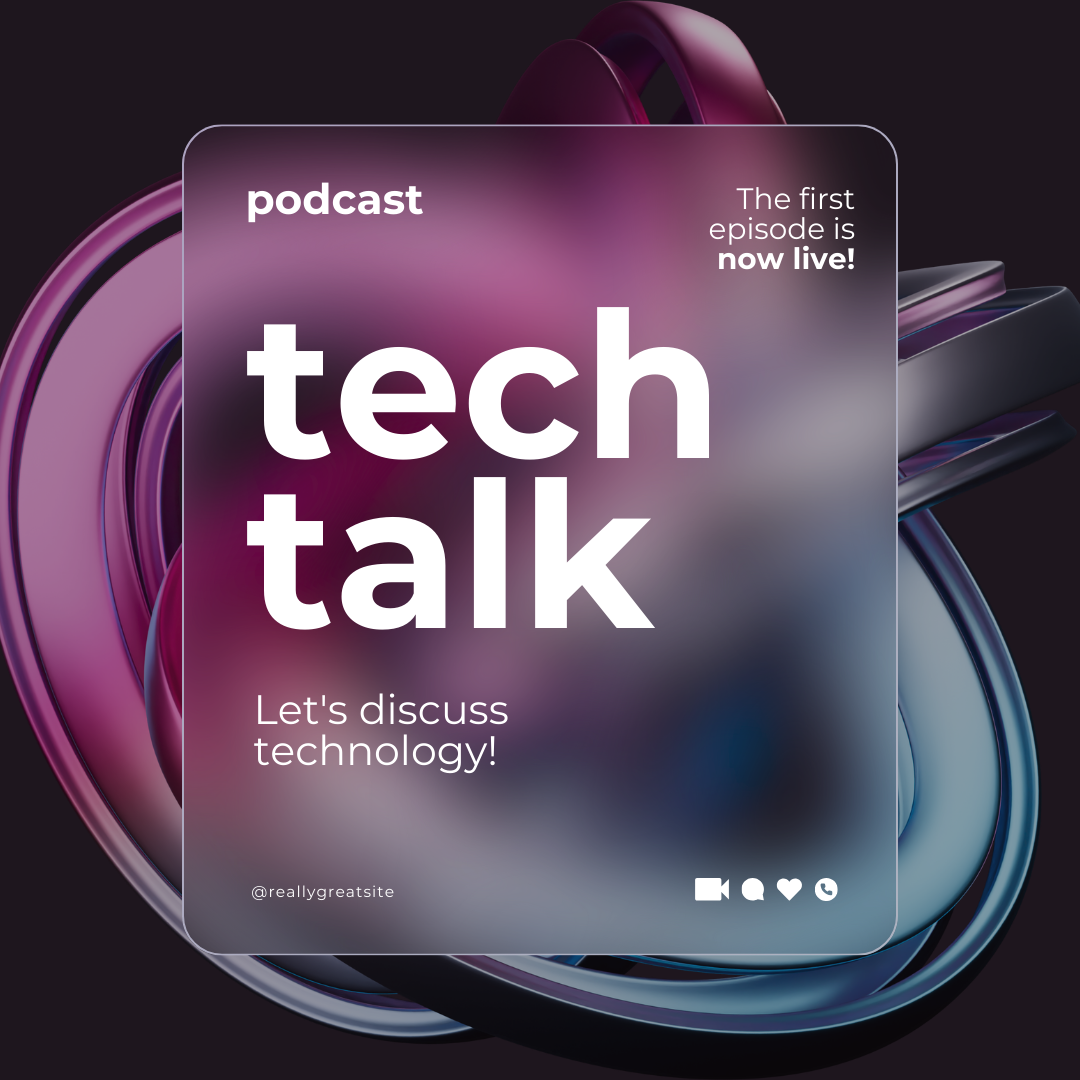 podcast
The first
episode is
now live!
tech
talk
Let's discuss
technology!
@reallygreatsite